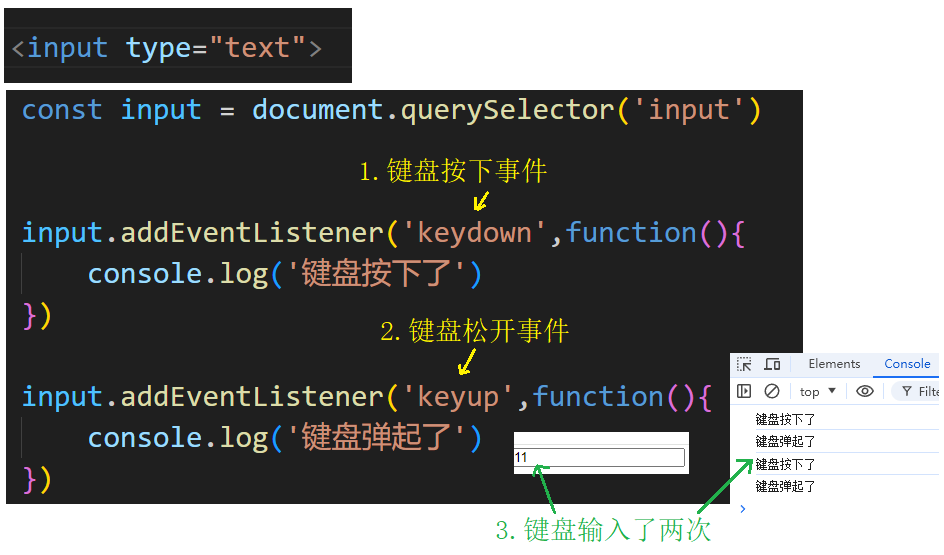 <input type="text">
const input = document.querySelector('input')
1.键盘按下事件
input.addEventListener('keydown',function(){
console.log('键盘按下了')
})
2.键盘松开事件
input.addEventListener('keyup',function(){
console.log('键盘弹起了')
})
11
3.键盘输入了两次
Elements Console
top Filte
键盘按下了
键盘弹起了
键盘按下了
键盘弹起了